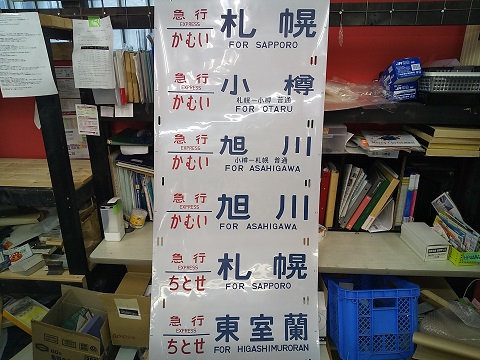 急行 札幌
EXPRESS
かむい FOR SAPPORO
急行 小樽
EXPRESS
札幌ー小樽 普通
かむい FOR OTARU
急行 旭川
EXPRESS
小樽ー札幌 普通
かむい FOR ASAHIGAWA
急行 旭川
EXPRESS
かむい FOR ASAHIGAWA
急行 札幌
EXPRESS
ちとせ FOR SAPPORO
急行 東室蘭
EXPRESS
ちとせ FOR HIGASHIMURORAN